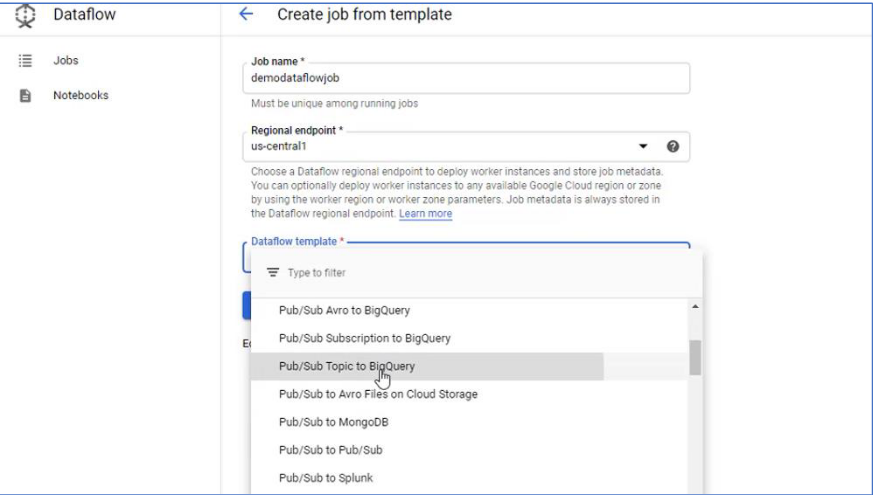 Dataflow
Create job from template
Jobs
Notebooks
Job name *
demodataflowjob
Must be unique among running jobs
Regional endpoint *
us-central1
Choose a Dataflow regional endpoint to deploy worker instances and store job metadata.
You can optionally deploy worker instances to any available Google Cloud region or zone
by using the worker region or worker zone parameters. Job metadata is always stored in
the Dataflow regional endpoint. Learn more
Dataflow template *
Type to filter
Pub/Sub Avro to BigQuery
Pub/Sub Subscription to BigQuery
Pub/Sub Topic to BigQuery
Pub/Sub to Avro Files on Cloud Storage
Pub/Sub to MongoDB
Pub/Sub to Pub/Sub
Pub/Sub to Splunk